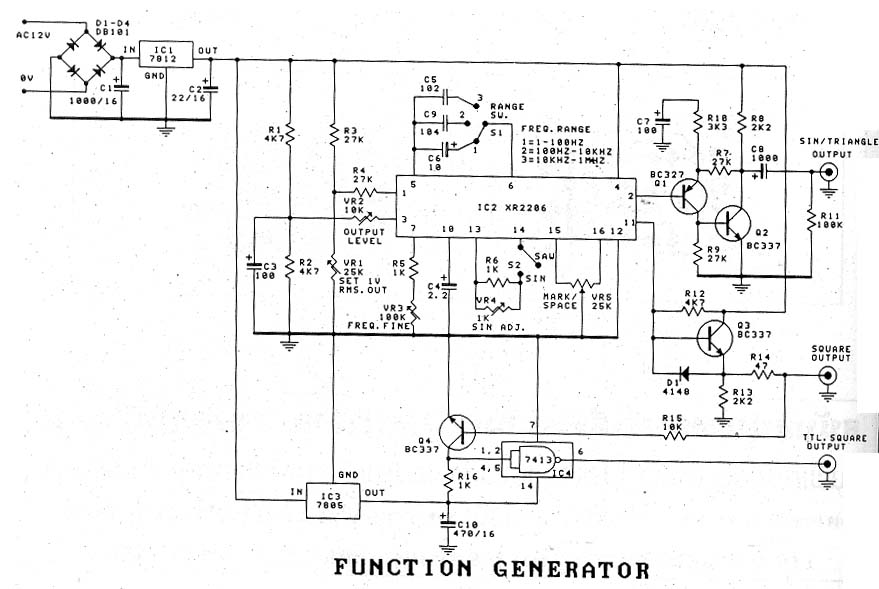 AC12V
0V
D1-D4
DB101
IN
IC1
7812
OUT
GND
C1
1000/16
C2
22/16
R1
4K7
R3
27K
R4
27K
VR2
10K
OUTPUT
LEVEL
C3
100
R2
4K7
VR1
25K
SET 1V
RMS.OUT
C5
102
C9
104
C6
10
3
2
1
RANGE
SW.
S1
FREQ.RANGE
1=1-100HZ
2=100HZ-10KHZ
3=10KHZ-1MHZ
5
6
4
1
IC2 XR2206
2
3
11
7
10
13
14
15
16
12
R5
1K
VR3
100K
FREQ.FINE
C4
2.2
R6
1K
S2
SAW
SIN
VR4
1K
SIN ADJ.
MARK/
SPACE
VR5
25K
C7
100
R10
3K3
R8
2K2
R7
27K
C8
1000
BC327
Q1
Q2
BC337
R9
27K
SIN/TRIANGLE
OUTPUT
R11
100K
R12
4K7
Q3
BC337
D1
4148
R14
47
R13
2K2
SQUARE
OUTPUT
R15
10K
Q4
BC337
7
1,2
4,5
7413
6
IC4
14
TTL.SQUARE
OUTPUT
R16
1K
GND
IN
IC3
7805
OUT
C10
470/16
FUNCTION GENERATOR